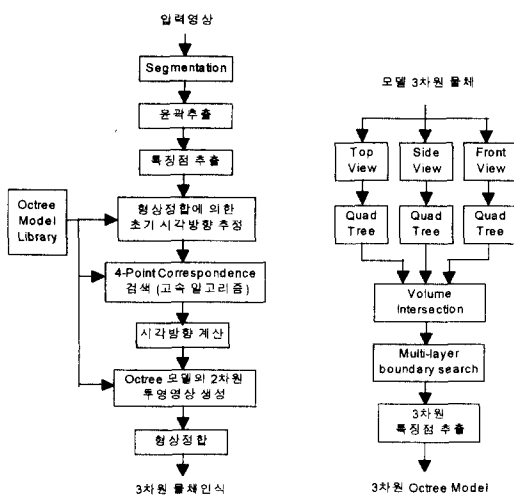 입력영상
Segmentation
윤곽추출
특징점 추출
Octree
Model
Library
형상정합에 의한
초기 시각방향 추정
4-Point Correspondence
검색 (고속 알고리즘)
시각방향 계산
Octree 모델의 2차원
투영영상 생성
형상정합
3차원 물체인식
모델 3차원 물체
Top
View
Side
View
Front
View
Quad
Tree
Quad
Tree
Quad
Tree
Volume
Intersection
Multi-layer
boundary search
3차원
특징점 추출
3차원 Octree Model